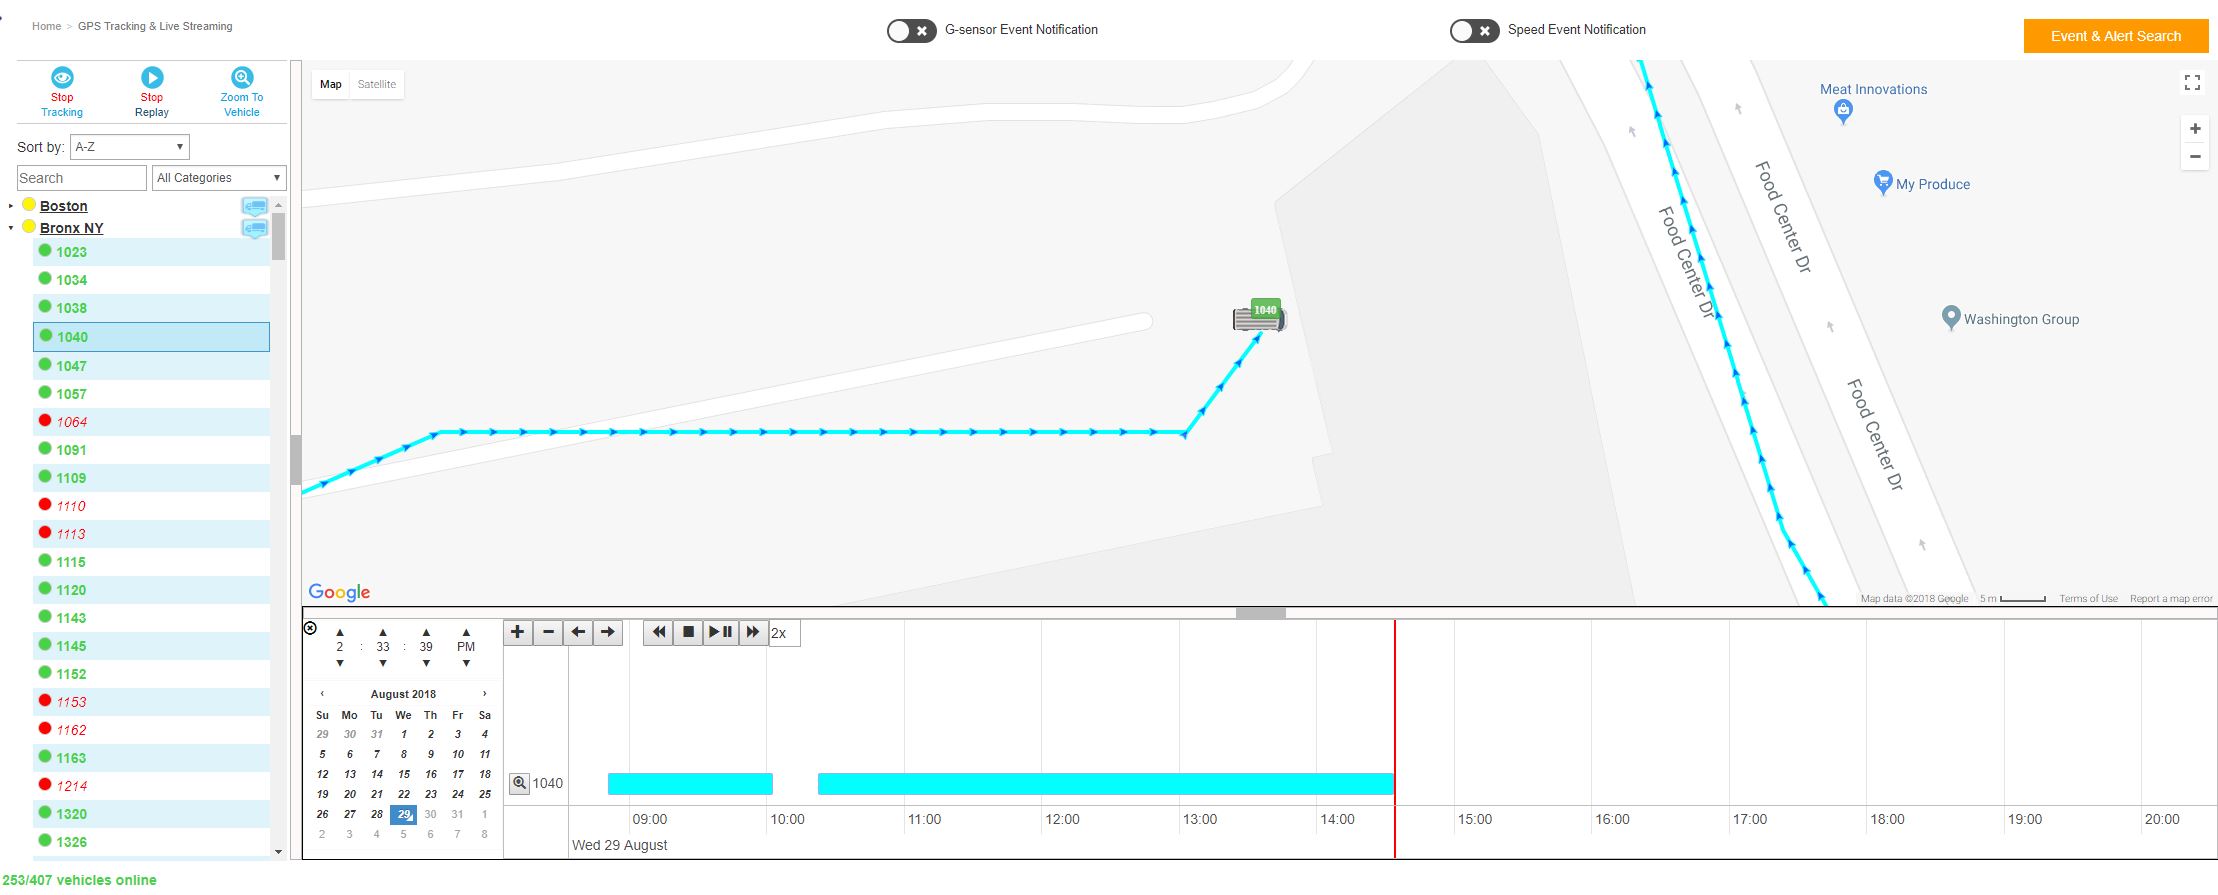 Home > GPS Tracking & Live Streaming
G-sensor Event Notification
Speed Event Notification
Event & Alert Search
Stop Tracking
Stop Replay
Zoom To Vehicle
Sort by: A-Z
Search
All Categories
Boston
Bronx NY
1023
1034
1038
1040
1047
1057
1064
1091
1109
1110
1113
1115
1120
1143
1145
1152
1153
1162
1163
1214
1320
1326
253/407 vehicles online
Map Satellite
Meat Innovations
My Produce
Washington Group
Food Center Dr
Food Center Dr
Food Center Dr
1040
Google
Map data ©2018 Google 5 m Terms of Use Report a map error
2 : 33 : 39 PM
August 2018
Su Mo Tu We Th Fr Sa
29 30 31 1 2 3 4
5 6 7 8 9 10 11
12 13 14 15 16 17 18
19 20 21 22 23 24 25
26 27 28 29 30 31 1
2 3 4 5 6 7 8
2x
1040
09:00 10:00 11:00 12:00 13:00 14:00 15:00 16:00 17:00 18:00 19:00 20:00
Wed 29 August